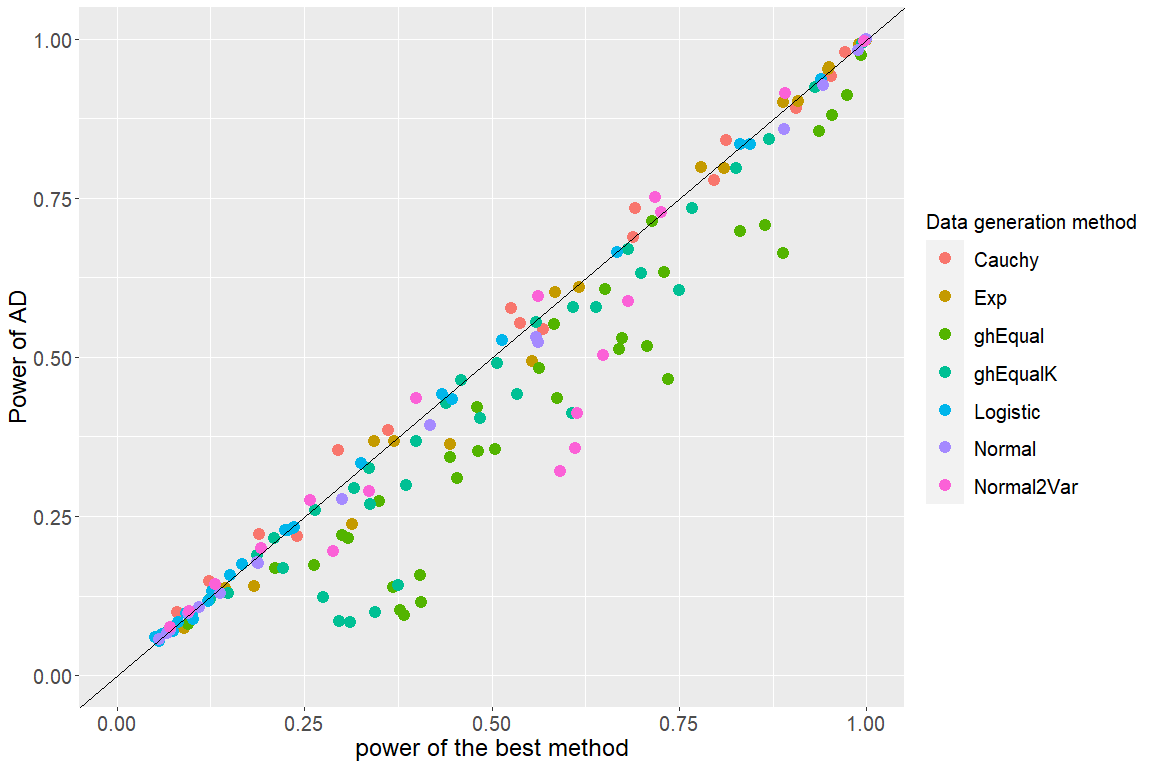 1.00
0.75
0.50
0.25
0.00
Power of AD
0.00 0.25 0.50 0.75 1.00
power of the best method
Data generation method
Cauchy
Exp
ghEqual
ghEqualK
Logistic
Normal
Normal2Var